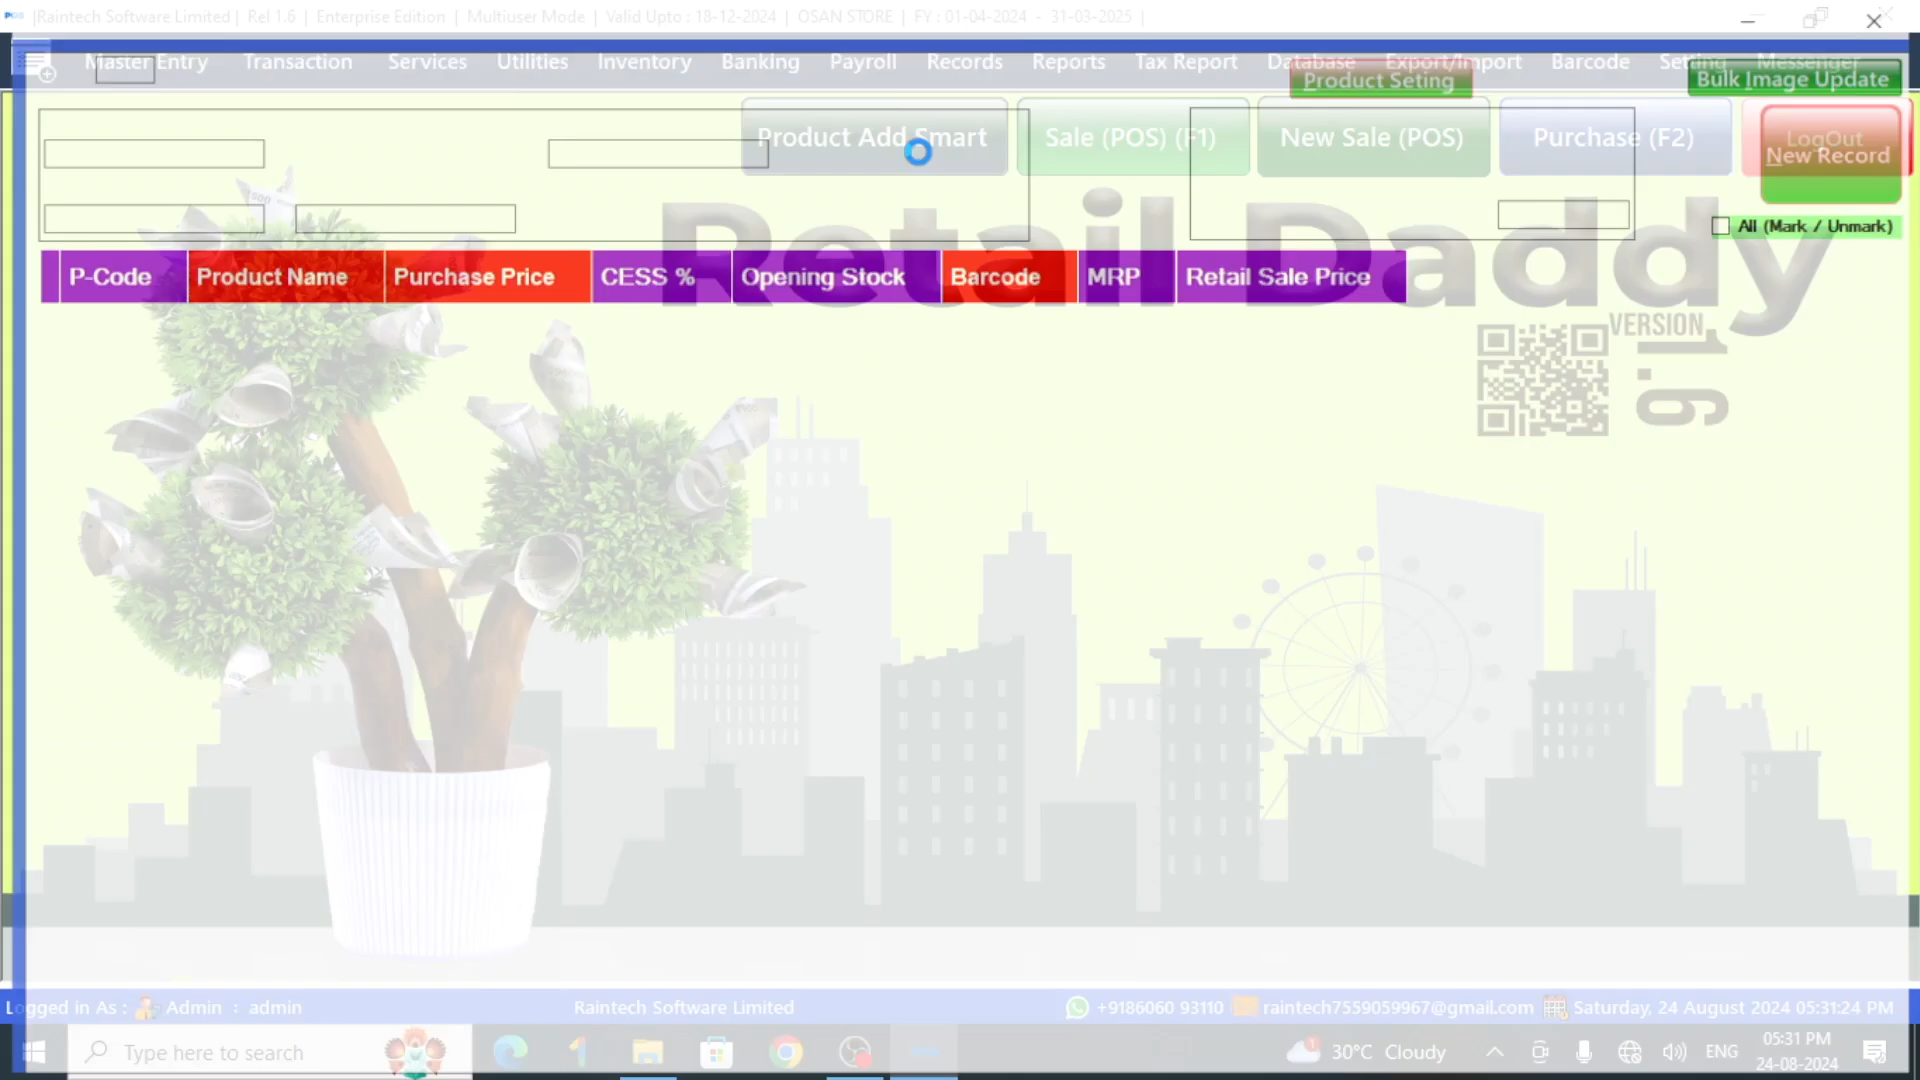 |Raintech Software Limited | Rel 1.6 | Enterprise Edition | Multiuser Mode | Valid Upto : 18-12-2024 | OSAN STORE | FY : 01-04-2024 - 31-03-2025 |
Master Entry Transaction Services Utilities Inventory Banking Payroll Records Reports Tax Report Database Export/Import Barcode Setting Messenger
Product Seting Bulk Image Update
Product Add Smart Sale (POS) (F1) New Sale (POS) Purchase (F2) LogOut
New Record
All (Mark / Unmark)
Retail Daddy
P-Code Product Name Purchase Price CESS % Opening Stock Barcode MRP Retail Sale Price
VERSION
1.6
Logged in As : Admin : admin Raintech Software Limited +9186060 93110 raintech7559059967@gmail.com Saturday, 24 August 2024 05:31:24 PM
Type here to search 30°C Cloudy ENG 05:31 PM
24-08-2024